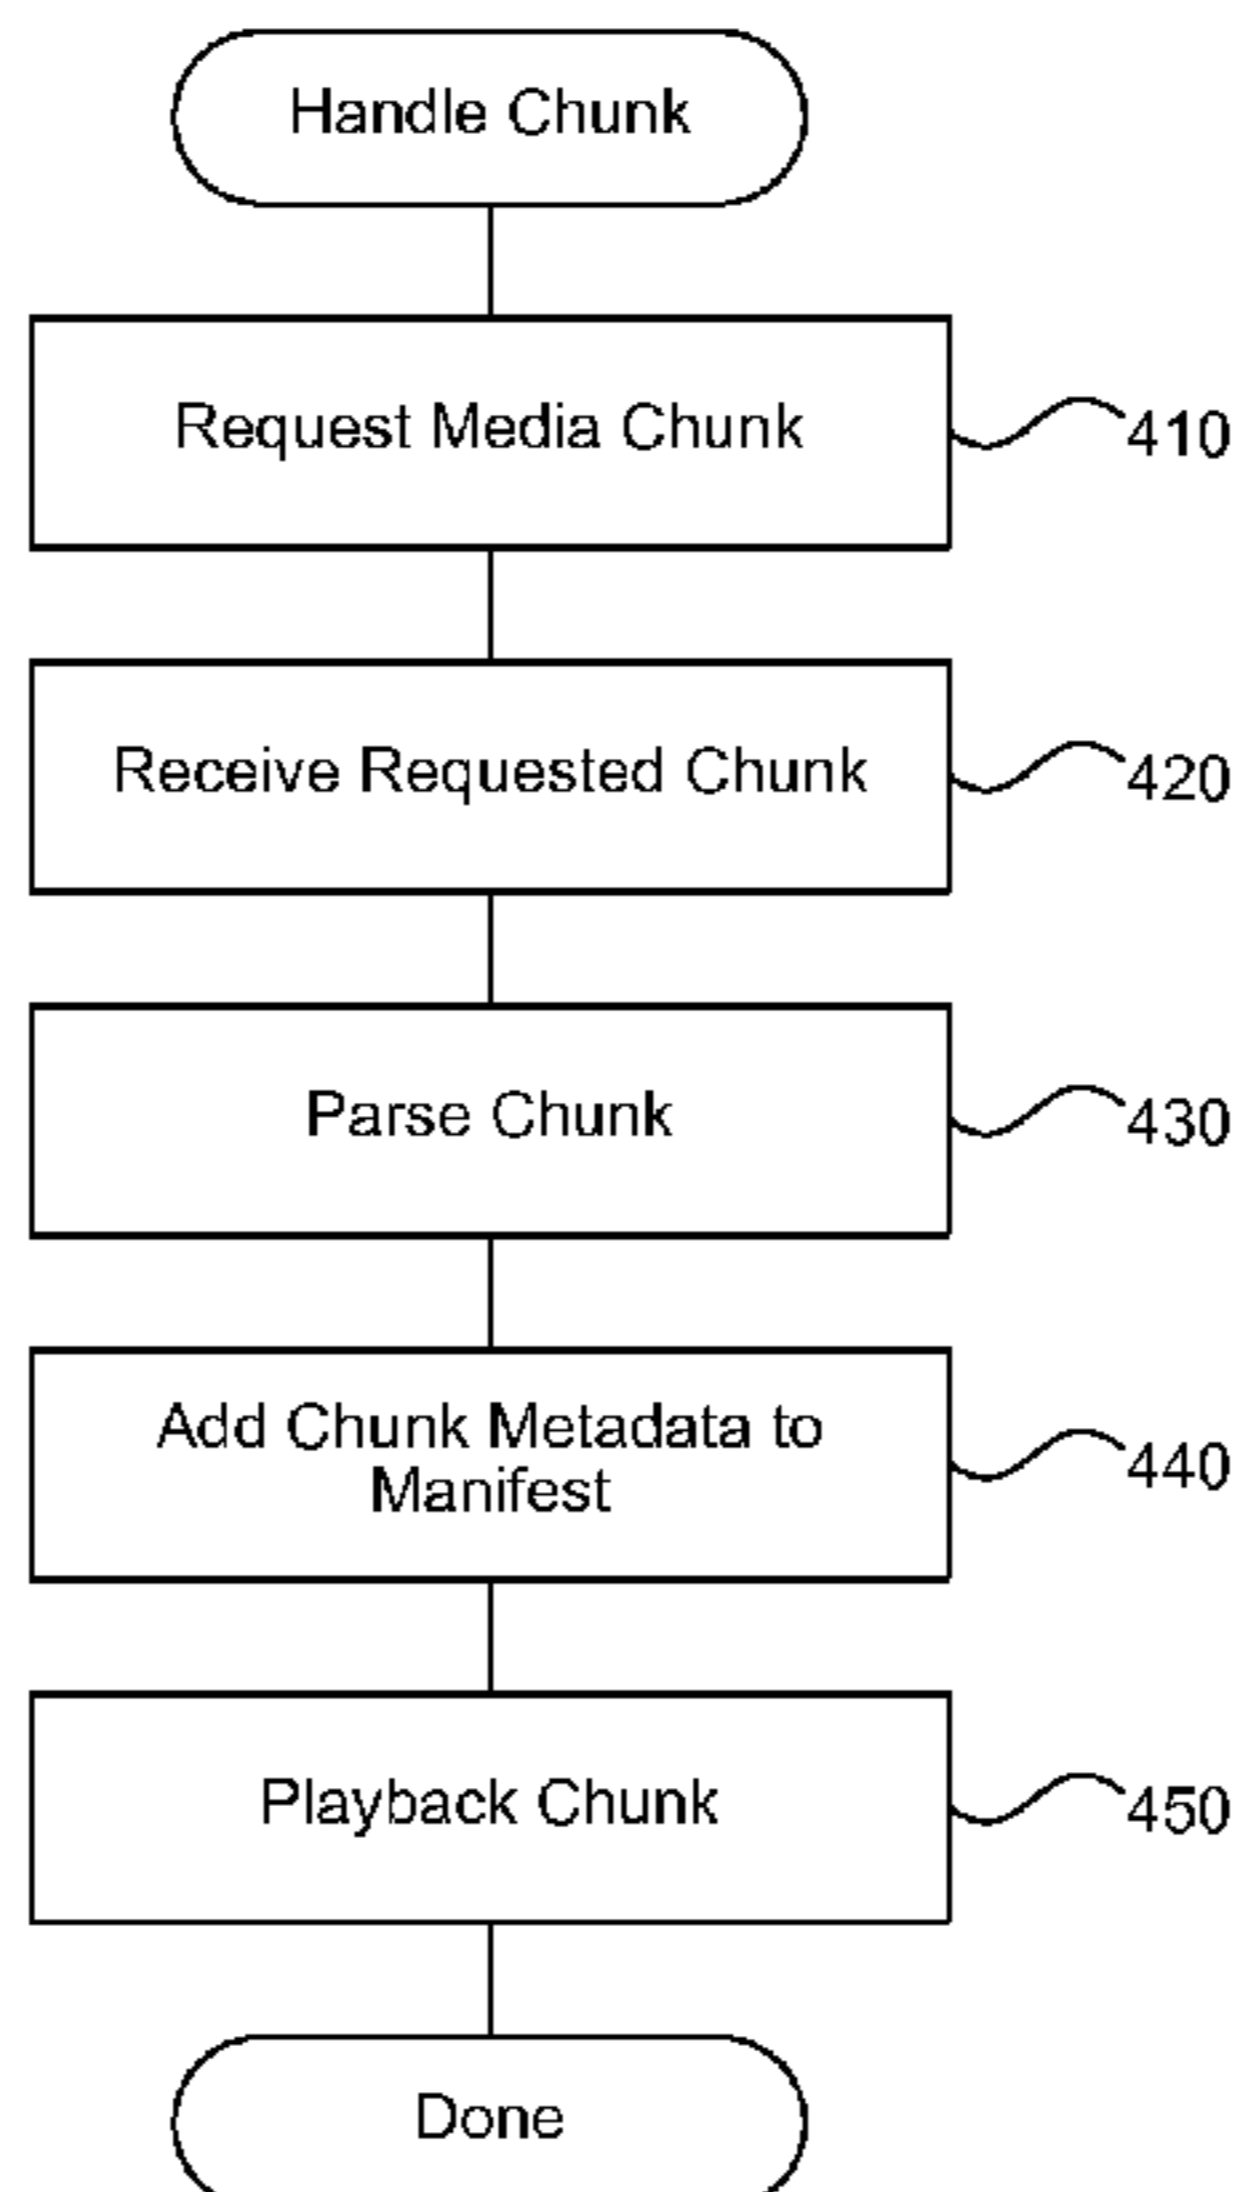 Handle Chunk
Request Media Chunk
410
Receive Requested Chunk
420
Parse Chunk
430
Add Chunk Metadata to
Manifest
440
Playback Chunk
450
Done